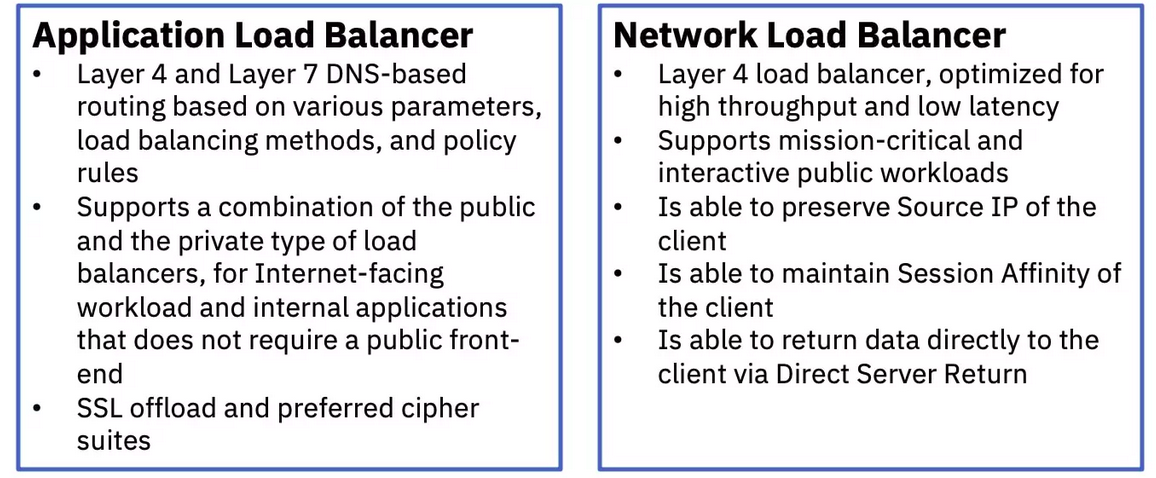 Application Load Balancer
• Layer 4 and Layer 7 DNS-based
routing based on various parameters,
load balancing methods, and policy
rules
• Supports a combination of the public
and the private type of load
balancers, for Internet-facing
workload and internal applications
that does not require a public front-
end
• SSL offload and preferred cipher
suites
Network Load Balancer
• Layer 4 load balancer, optimized for
high throughput and low latency
• Supports mission-critical and
interactive public workloads
• Is able to preserve Source IP of the
client
• Is able to maintain Session Affinity of
the client
• Is able to return data directly to the
client via Direct Server Return